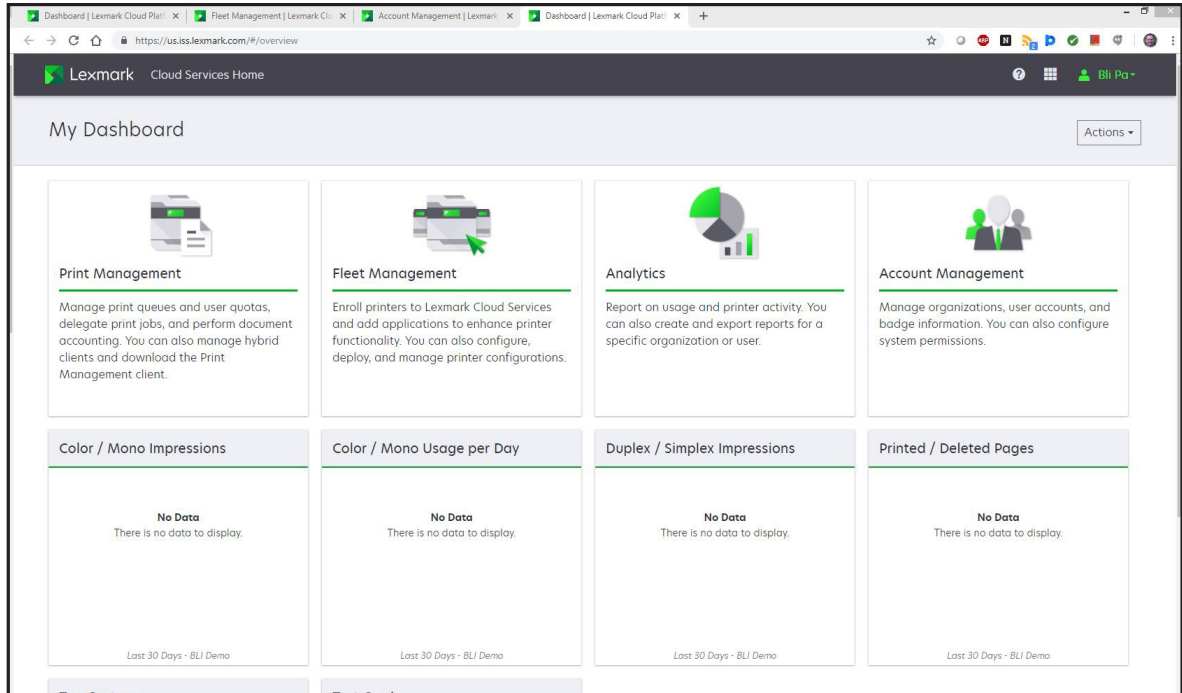 Dashboard | Lexmark Cloud Platf
Fleet Management | Lexmark Clo
Account Management | Lexmark
Dashboard | Lexmark Cloud Platf
https://us.iss.lexmark.com/#/overview
Lexmark Cloud Services Home
Bli Pa
My Dashboard
Actions
Print Management
Manage print queues and user quotas,
delegate print jobs, and perform document
accounting. You can also manage hybrid
clients and download the Print
Management client.
Fleet Management
Enroll printers to Lexmark Cloud Services
and add applications to enhance printer
functionality. You can also configure,
deploy, and manage printer configurations.
Analytics
Report on usage and printer activity. You
can also create and export reports for a
specific organization or user.
Account Management
Manage organizations, user accounts, and
badge information. You can also configure
system permissions.
Color / Mono Impressions
No Data
There is no data to display.
Last 30 Days - BLI Demo
Color / Mono Usage per Day
No Data
There is no data to display.
Last 30 Days - BLI Demo
Duplex / Simplex Impressions
No Data
There is no data to display.
Last 30 Days - BLI Demo
Printed / Deleted Pages
No Data
There is no data to display.
Last 30 Days - BLI Demo